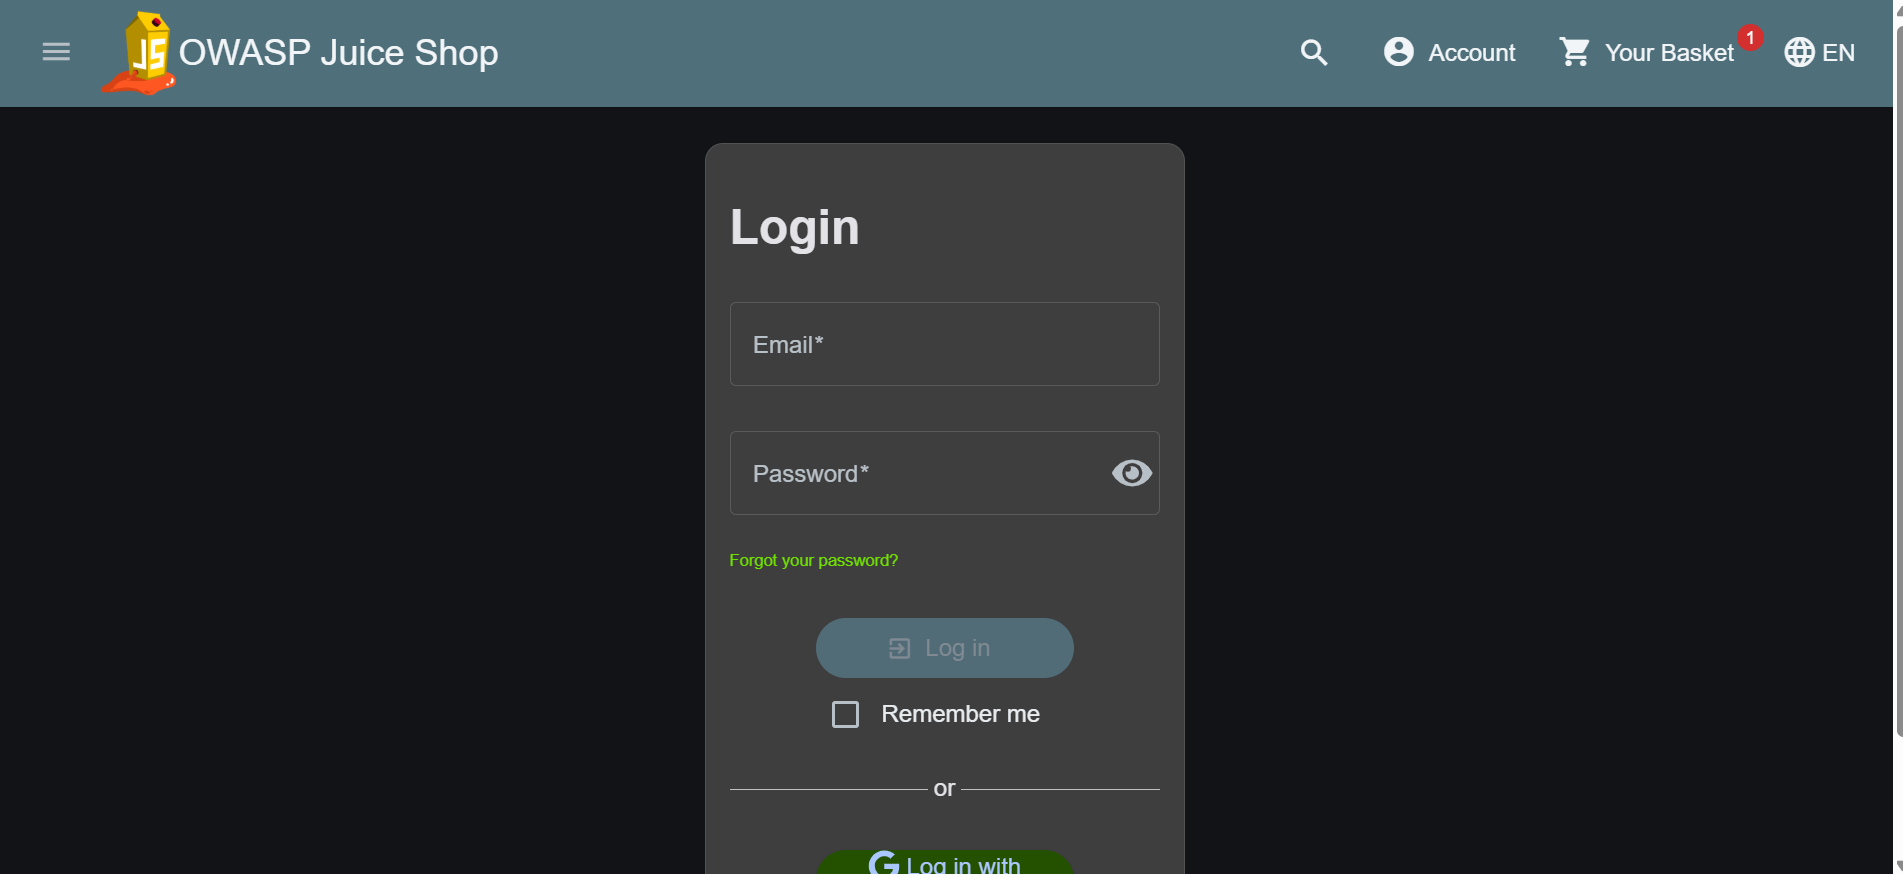 JS OWASP Juice Shop
Account
Your Basket 1
EN
Login
Email*
Password*
Forgot your password?
Log in
Remember me
or
G Log in with